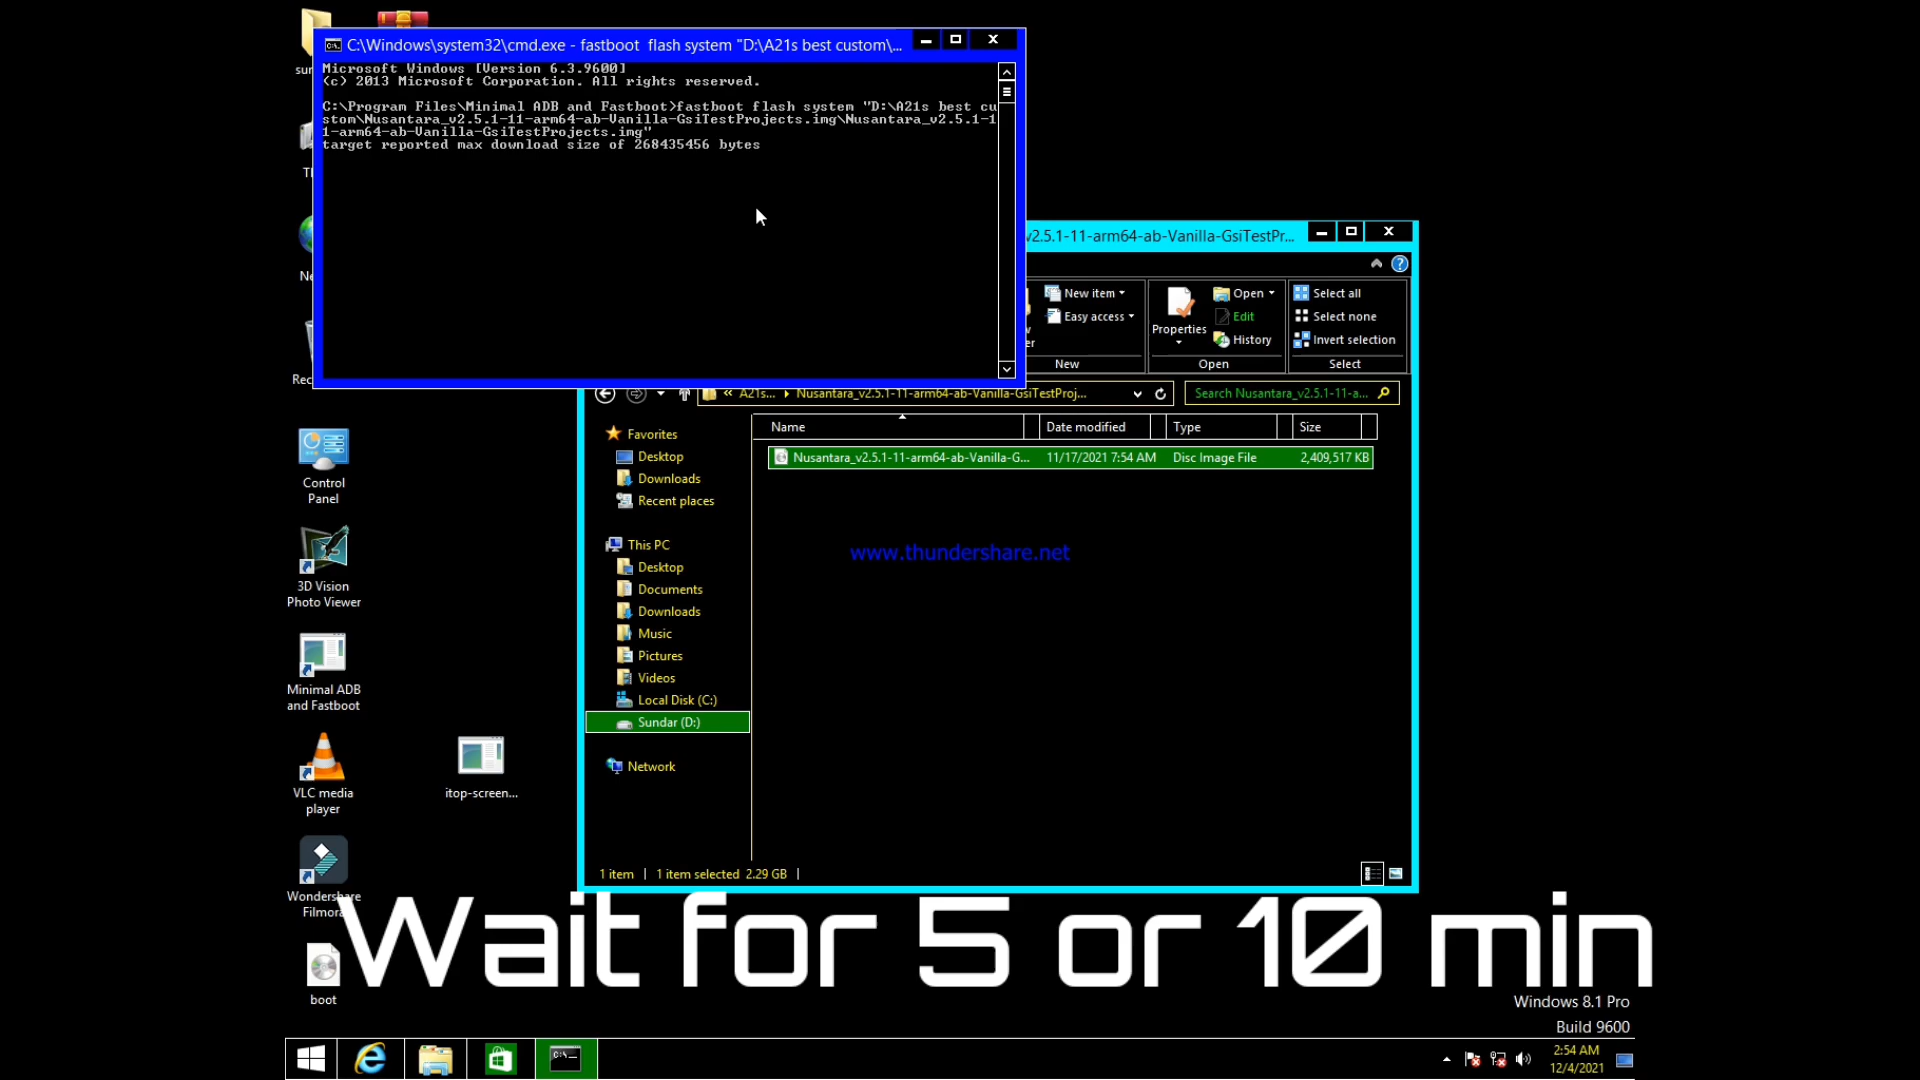 C:\Windows\system32\cmd.exe - fastboot  flash system "D:\A21s best custom\...
Microsoft Windows [Version 6.3.9600]
(c) 2013 Microsoft Corporation. All rights reserved.
C:\Program Files\Minimal ADB and Fastboot>fastboot flash system "D:\A21s best cu
stom\Nusantara_v2.5.1-11-arm64-ab-Vanilla-GsiTestProjects.img\Nusantara_v2.5.1-1
1-arm64-ab-Vanilla-GsiTestProjects.img"
target reported max download size of 268435456 bytes
v2.5.1-11-arm64-ab-Vanilla-GsiTestPr...
New item
Easy access
New
Properties
Open
Edit
History
Open
Select all
Select none
Invert selection
Select
« A21s... Nusantara_v2.5.1-11-arm64-ab-Vanilla-GsiTestProj...
Search Nusantara_v2.5.1-11-a...
Name Date modified Type Size
Nusantara_v2.5.1-11-arm64-ab-Vanilla-G... 11/17/2021 7:54 AM Disc Image File 2,409,517 KB
Favorites
Desktop
Downloads
Recent places
This PC
Desktop
Documents
Downloads
Music
Pictures
Videos
Local Disk (C:)
Sundar (D:)
Network
www.thundershare.net
1 item 1 item selected 2.29 GB
Control
Panel
3D Vision
Photo Viewer
Minimal ADB
and Fastboot
VLC media
player
itop-screen...
Wondershare
Filmora
boot
Wait for 5 or 10 min
Windows 8.1 Pro
Build 9600
2:54 AM
12/4/2021